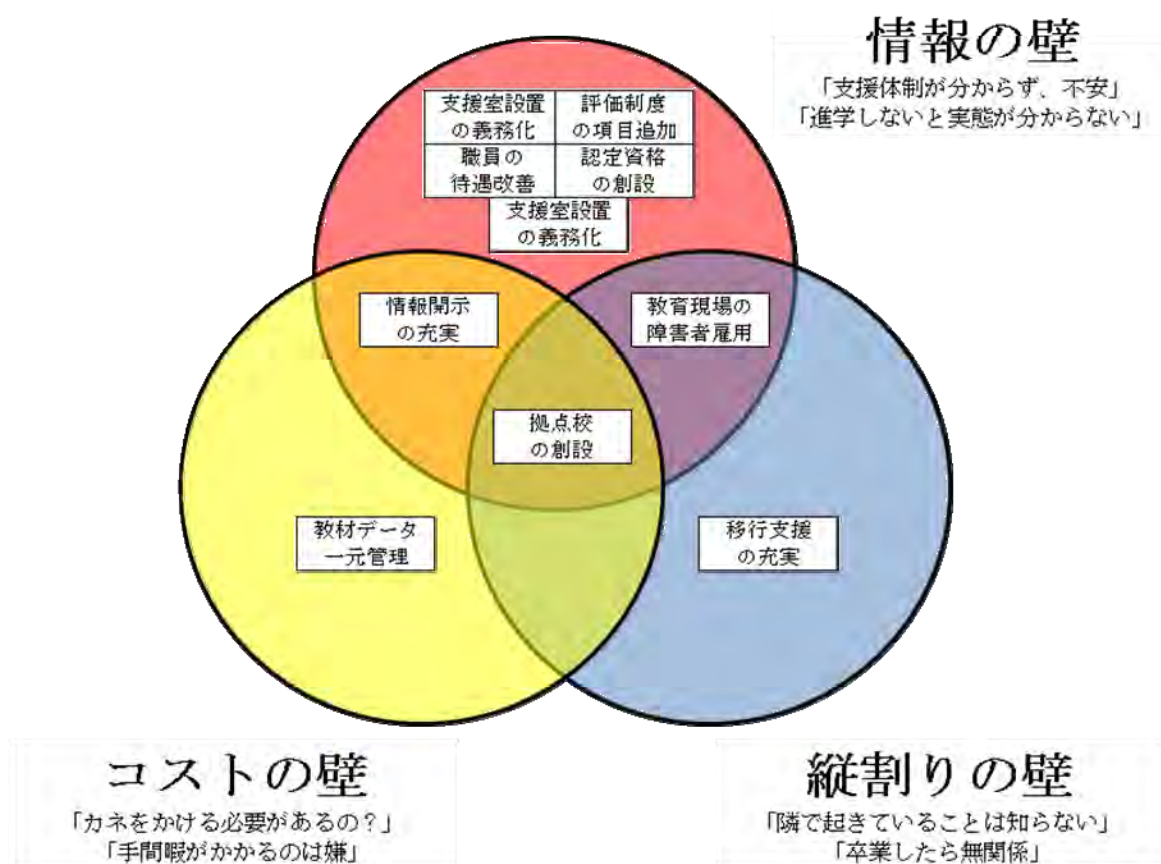 情報の壁
「支援体制が分からず、不安」
「進学しないと実態が分からない」
支援室設置
の義務化
評価制度
の項目追加
職員の
待遇改善
認定資格
の創設
支援室設置
の義務化
情報開示
の充実
教育現場の
障害者雇用
拠点校
の創設
教材データ
一元管理
移行支援
の充実
コストの壁
「カネをかける必要があるの？」
「手間暇がかかるのは嫌」
縦割りの壁
「隣で起きていることは知らない」
「卒業したら無関係」